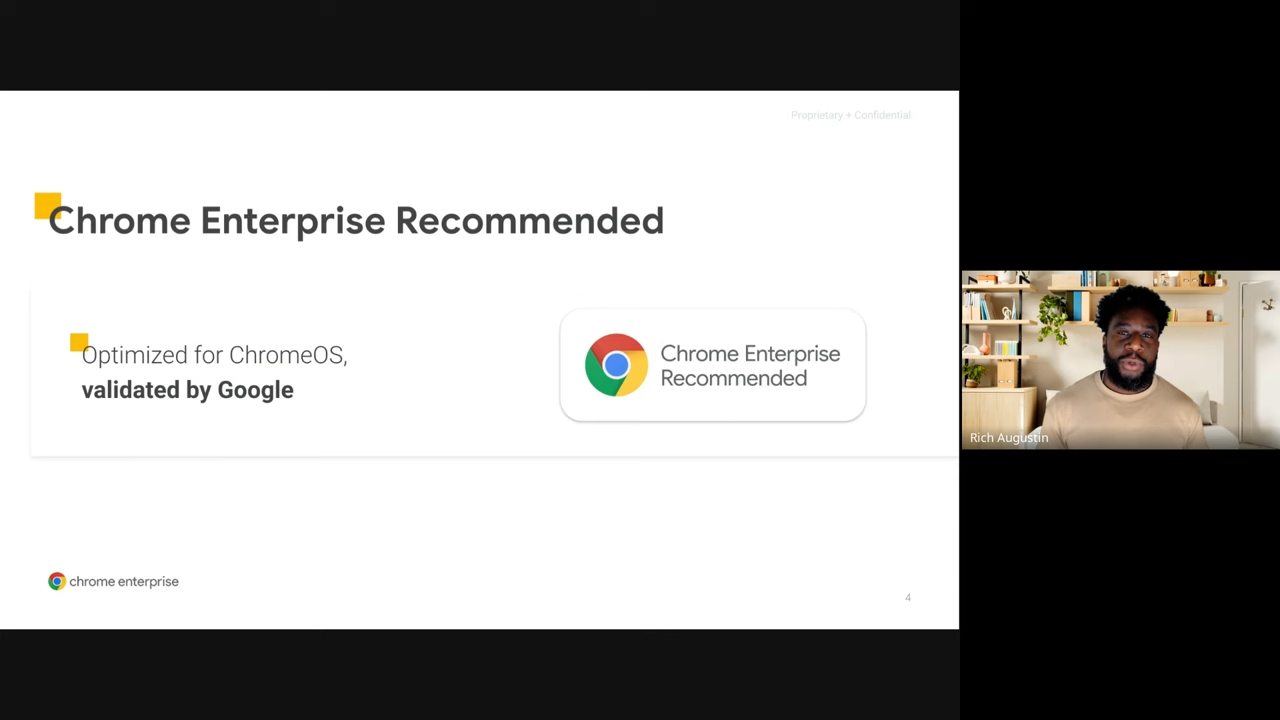 Proprietary + Confidential
Chrome Enterprise Recommended
Optimized for ChromeOS,
validated by Google
Chrome Enterprise
Recommended
chrome enterprise
4
Rich Augustin